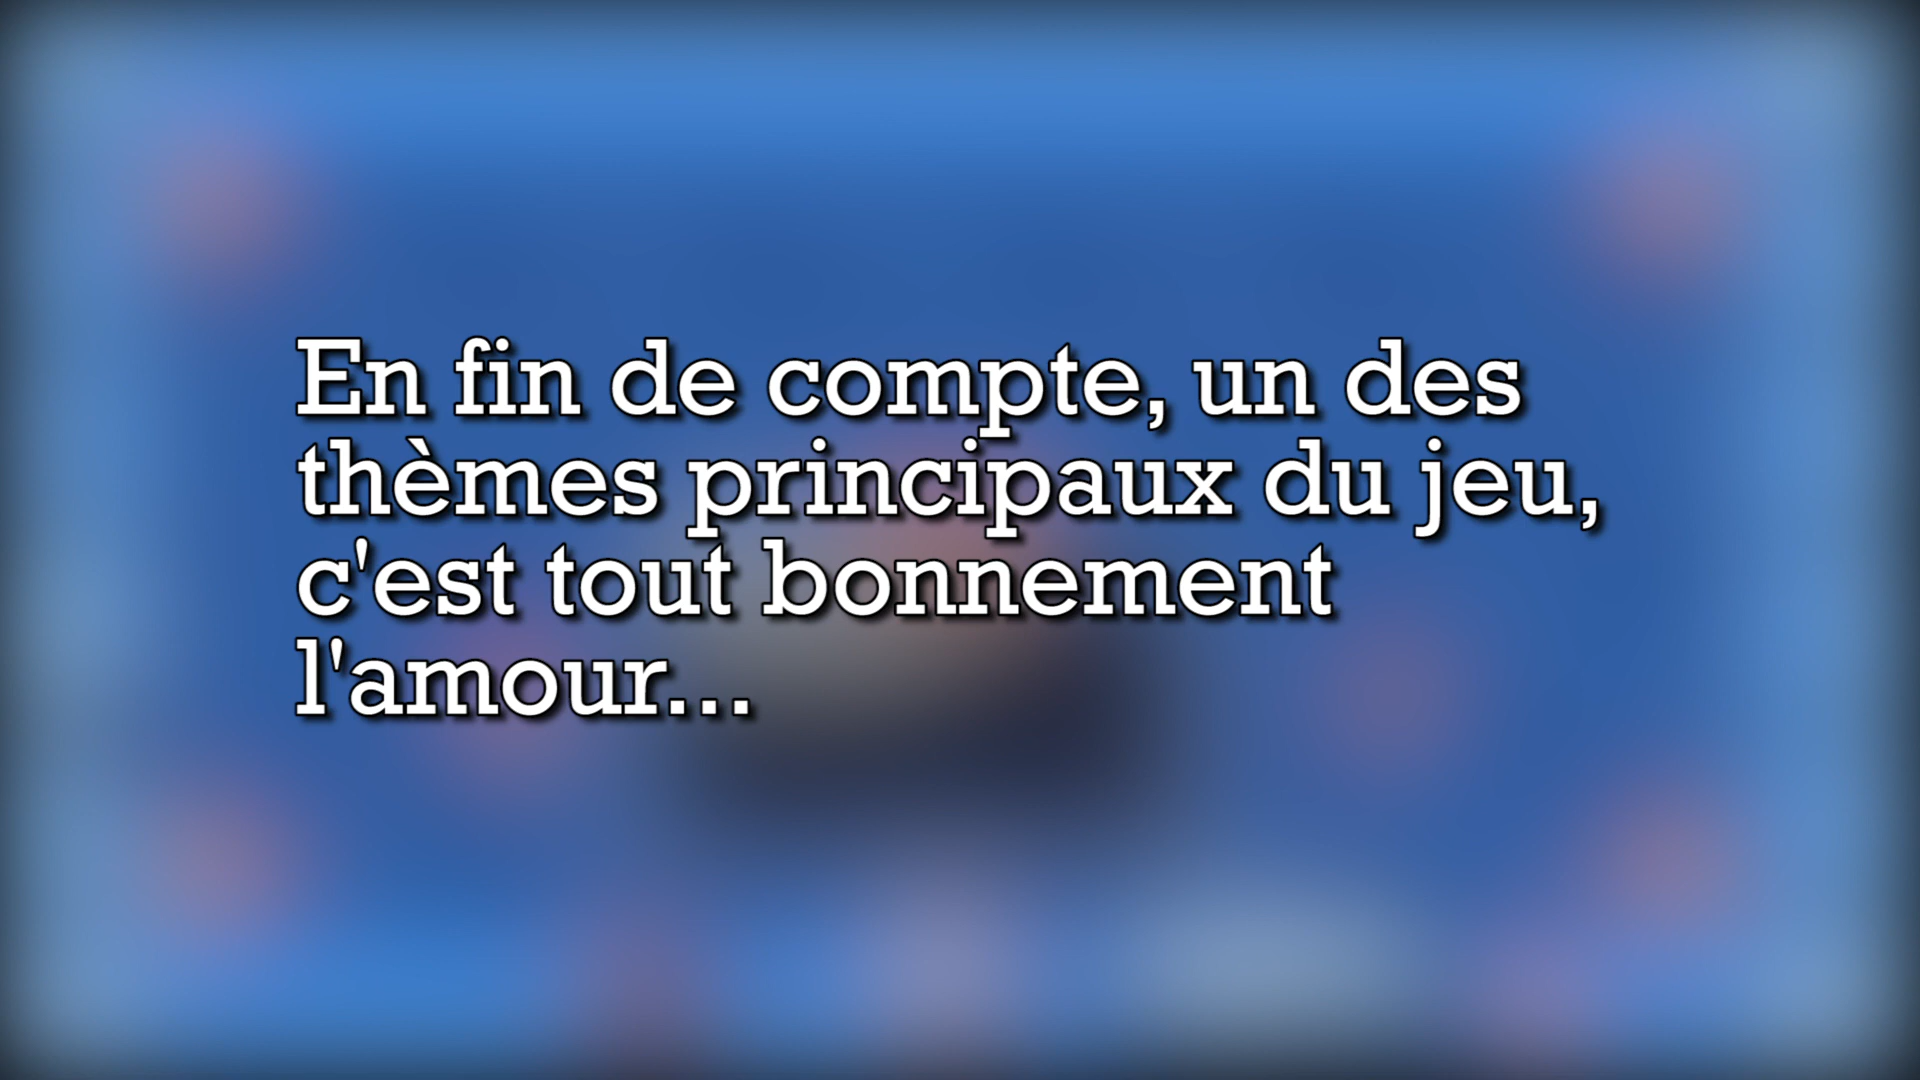 En fin de compte, un des
thèmes principaux du jeu,
c'est tout bonnement
l'amour...